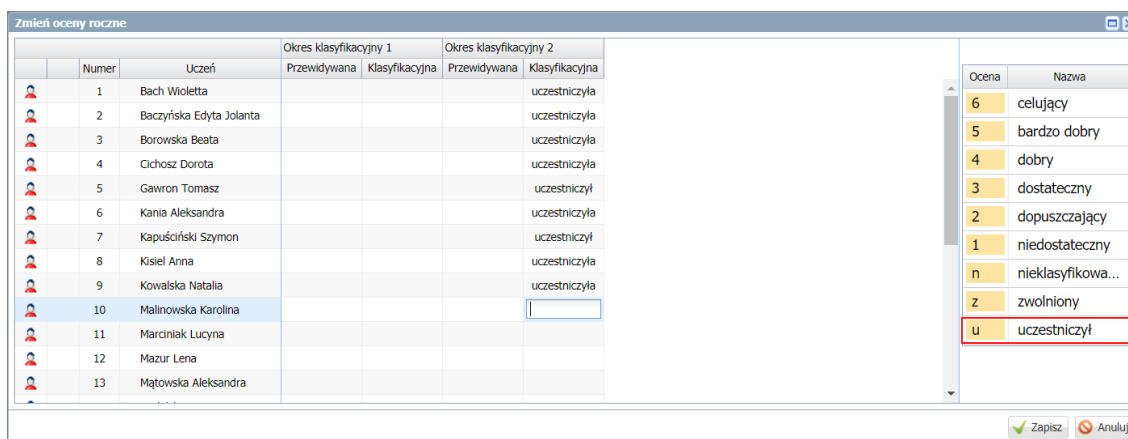 Zmień oceny roczne
Okres klasyfikacyjny 1 Okres klasyfikacyjny 2
Numer Uczeń Przewidywana Klasyfikacyjna Przewidywana Klasyfikacyjna
1 Bach Wioletta uczestniczyła
2 Baczyńska Edyta Jolanta uczestniczyła
3 Borowska Beata uczestniczyła
4 Cichosz Dorota uczestniczyła
5 Gawron Tomasz uczestniczył
6 Kania Aleksandra uczestniczyła
7 Kapuściński Szymon uczestniczył
8 Kisiel Anna uczestniczyła
9 Kowalska Natalia uczestniczyła
10 Malinowska Karolina
11 Marciniak Lucyna
12 Mazur Lena
13 Mątowska Aleksandra
Ocena Nazwa
6 celujący
5 bardzo dobry
4 dobry
3 dostateczny
2 dopuszczający
1 niedostateczny
n nieklasyfikowa...
z zwolniony
u uczestniczył
Zapisz Anuluj